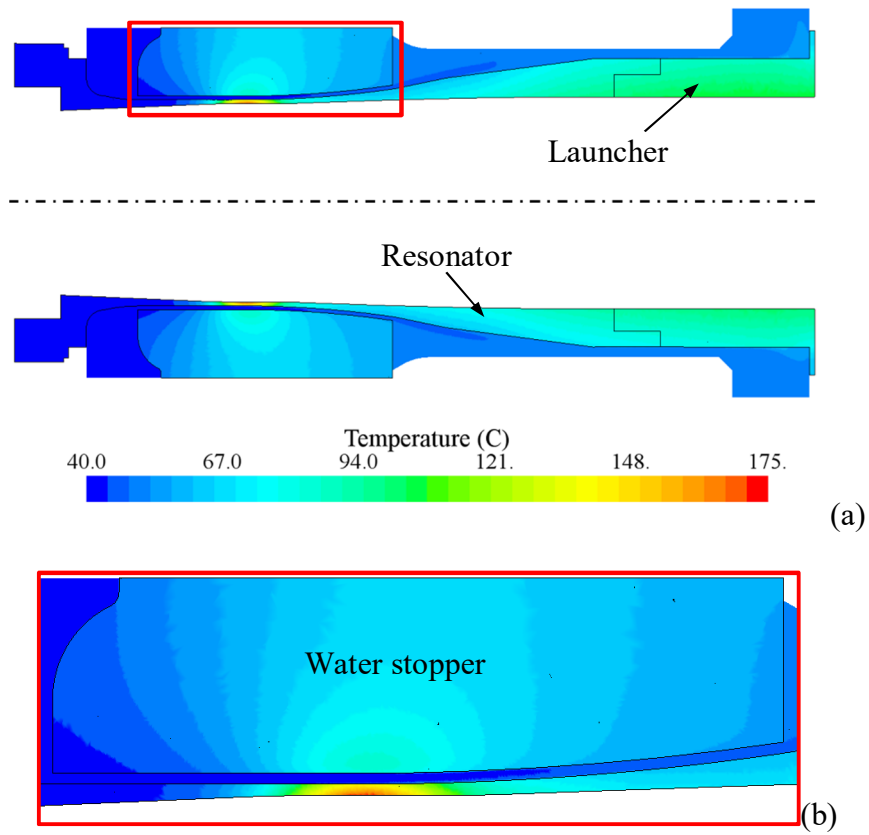 Launcher
Resonator
Temperature (C)
40.0 67.0 94.0 121. 148. 175.
(a)
Water stopper
(b)